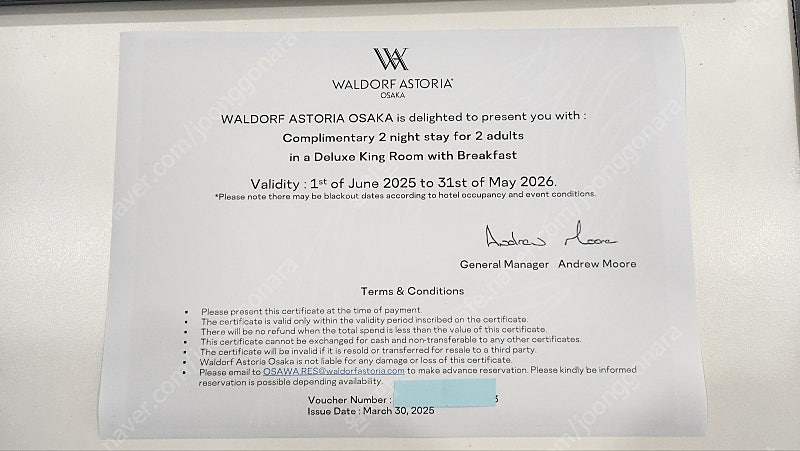 WALDORF ASTORIA®
OSAKA
WALDORF ASTORIA OSAKA is delighted to present you with :
Complimentary 2 night stay for 2 adults
in a Deluxe King Room with Breakfast
Validity : 1st of June 2025 to 31st of May 2026.
*Please note there may be blackout dates according to hotel occupancy and event conditions.
Andrew Moore
General Manager Andrew Moore
Terms & Conditions
▪ Please present this certificate at the time of payment.
▪ The certificate is valid only within the validity period inscribed on the certificate.
▪ There will be no refund when the total spend is less than the value of this certificate.
▪ This certificate cannot be exchanged for cash and non-transferable to any other certificates.
▪ The certificate will be invalid if it is resold or transferred for resale to a third party.
▪ Waldorf Astoria Osaka is not liable for any damage or loss of this certificate.
▪ Please email to OSAWA.RES@waldorfastoria.com to make advance reservation. Please kindly be informed
reservation is possible depending availability.
Voucher Number : 3
Issue Date : March 30, 2025
naver.com/joonggonara